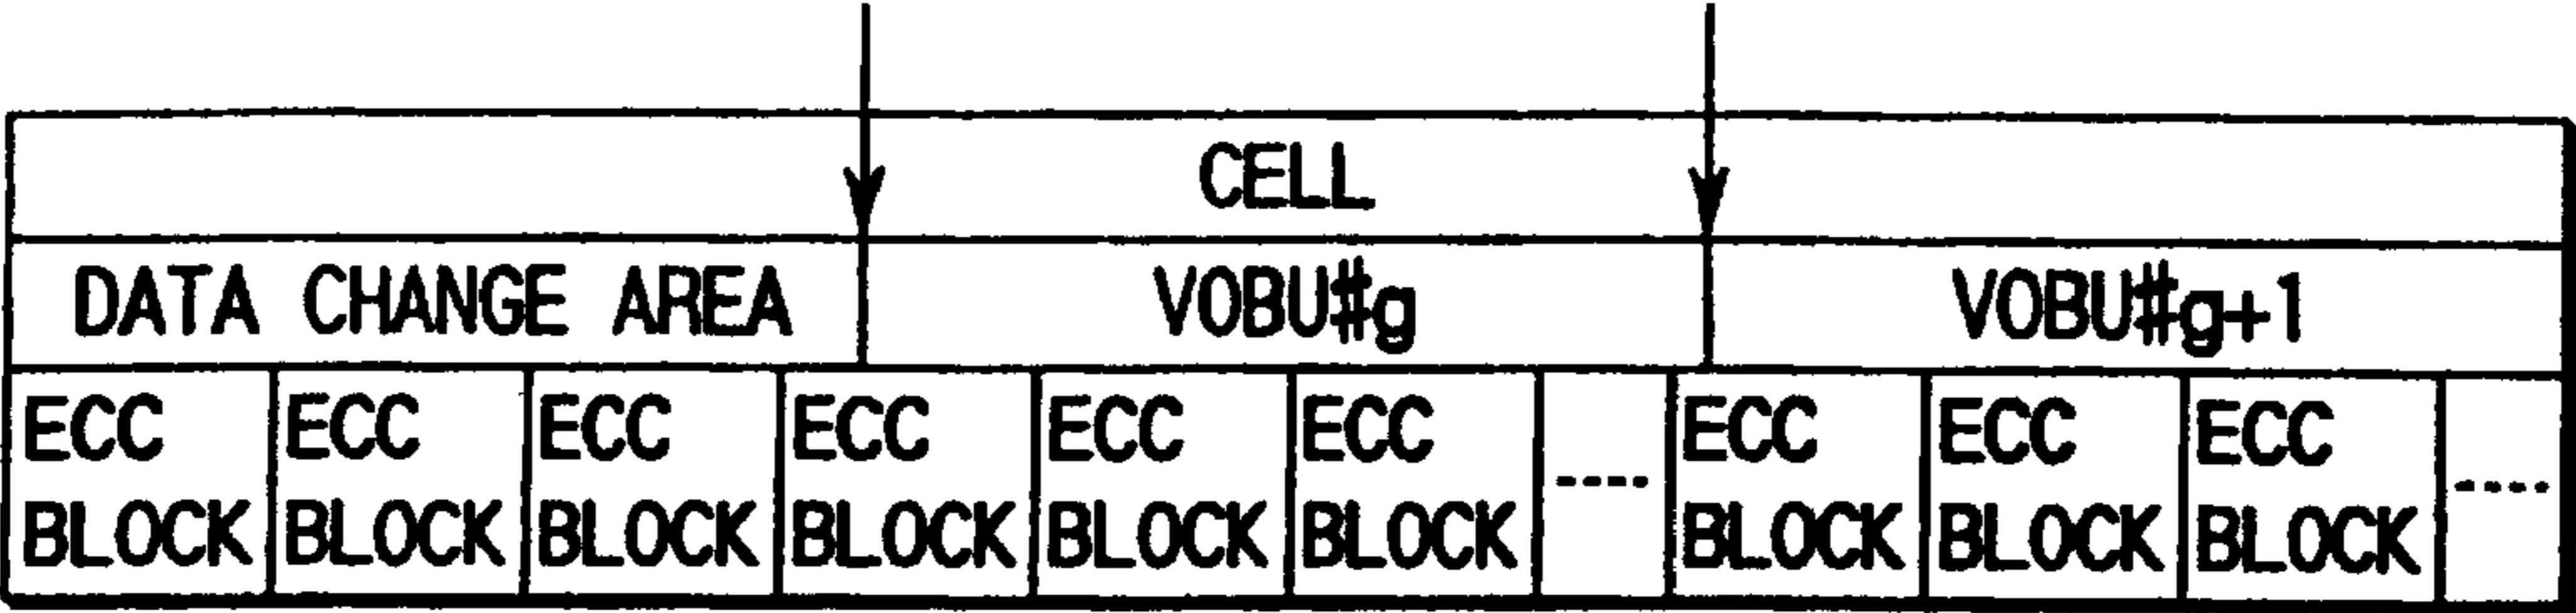 CELL
DATA CHANGE AREA VOBU#g VOBU#g+1
ECC ECC ECC ECC ECC ECC ECC ECC ECC
BLOCK BLOCK BLOCK BLOCK BLOCK BLOCK ---- BLOCK BLOCK BLOCK ----